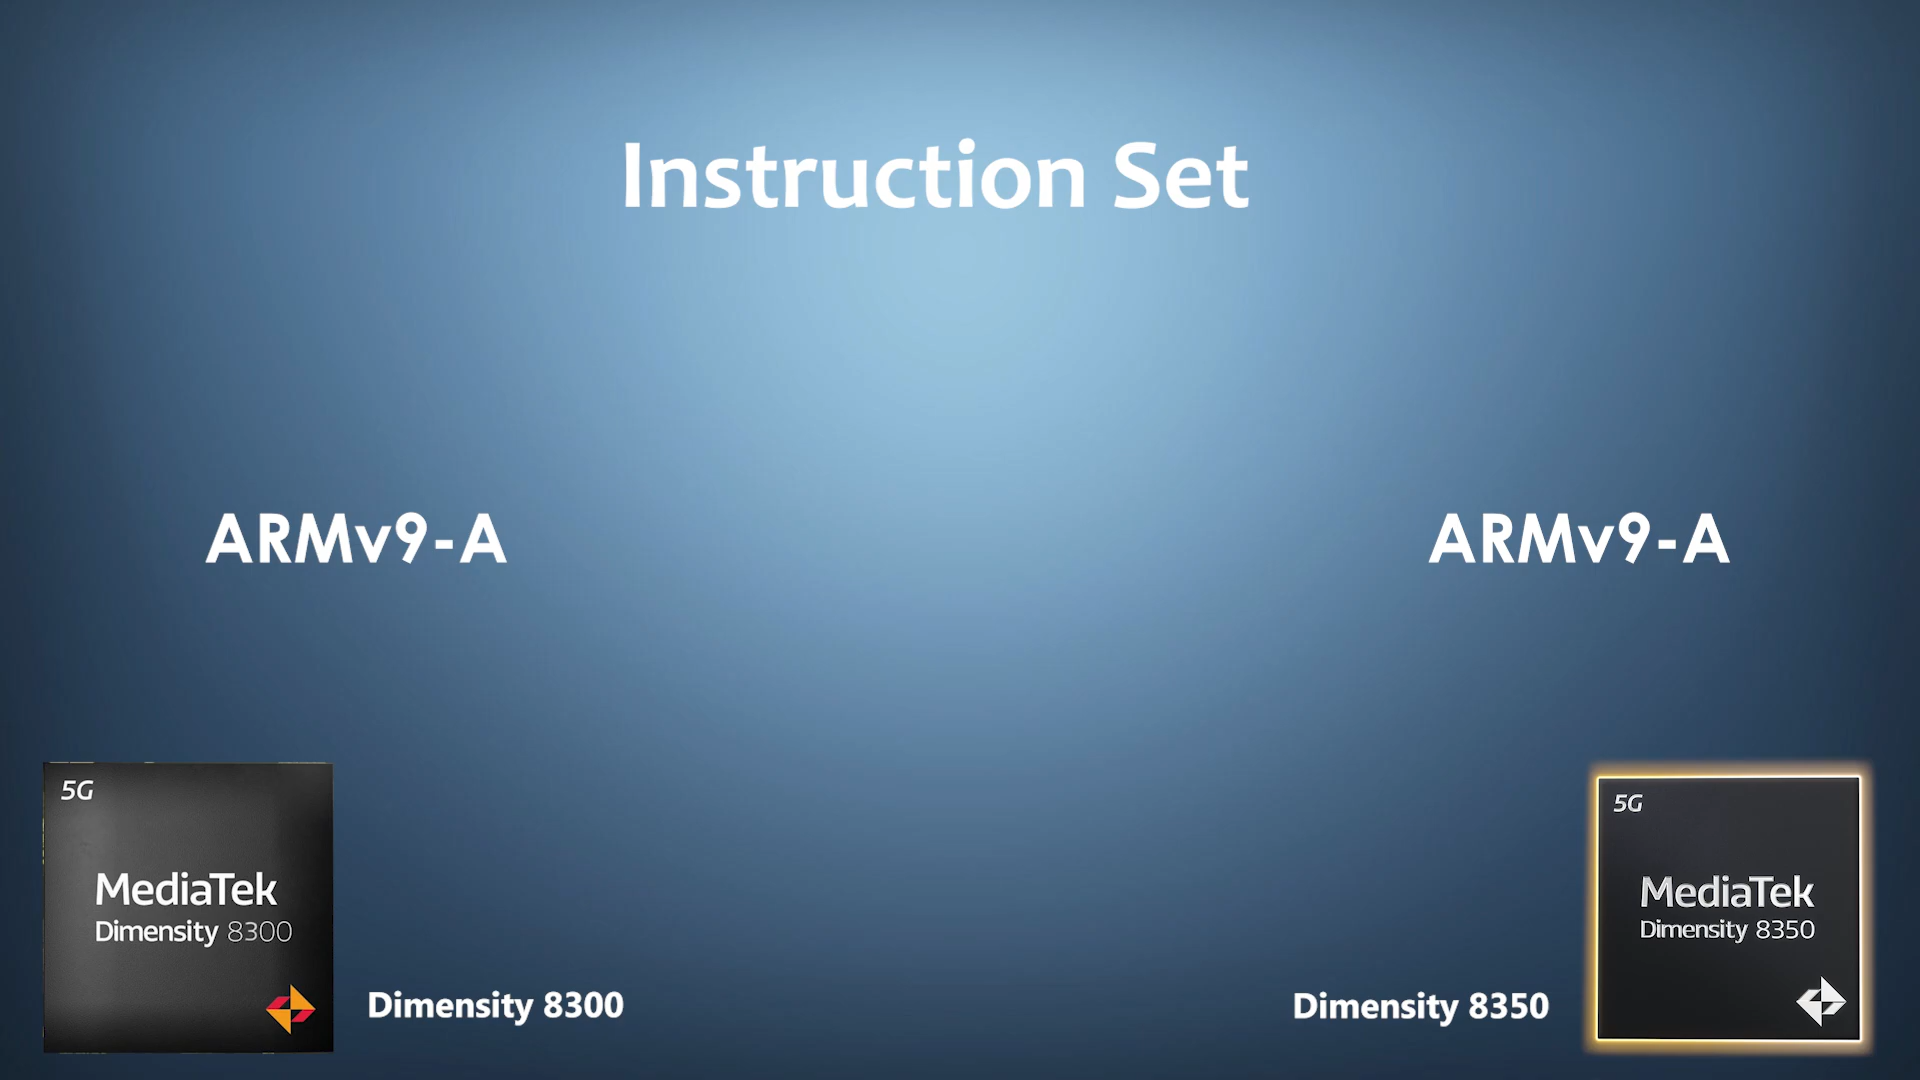 Instruction Set
ARMv9-A
ARMv9-A
5G
MediaTek
Dimensity 8300
Dimensity 8300
Dimensity 8350
5G
MediaTek
Dimensity 8350